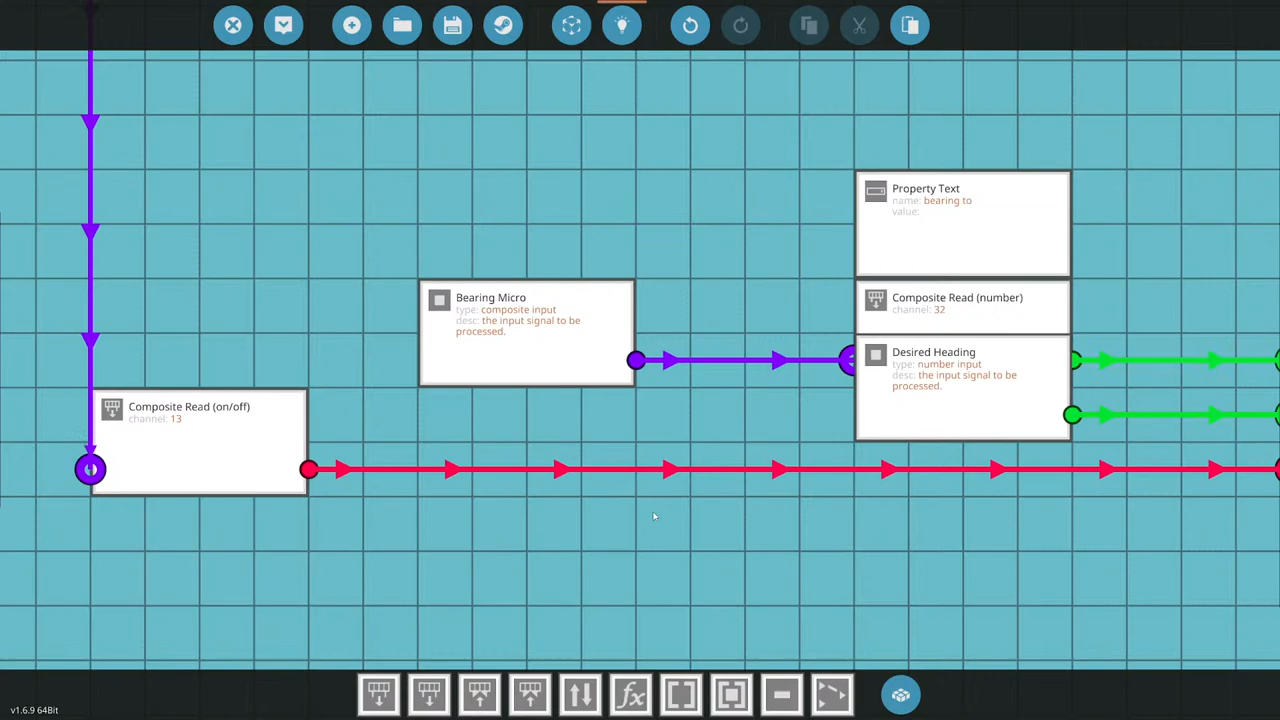 Property Text
name: bearing to
value:
Bearing Micro
type: composite input
desc: the input signal to be
processed.
Composite Read (number)
channel: 32
Desired Heading
type: number input
desc: the input signal to be
processed.
Composite Read (on/off)
channel: 13
fx
v1.6.9 64Bit